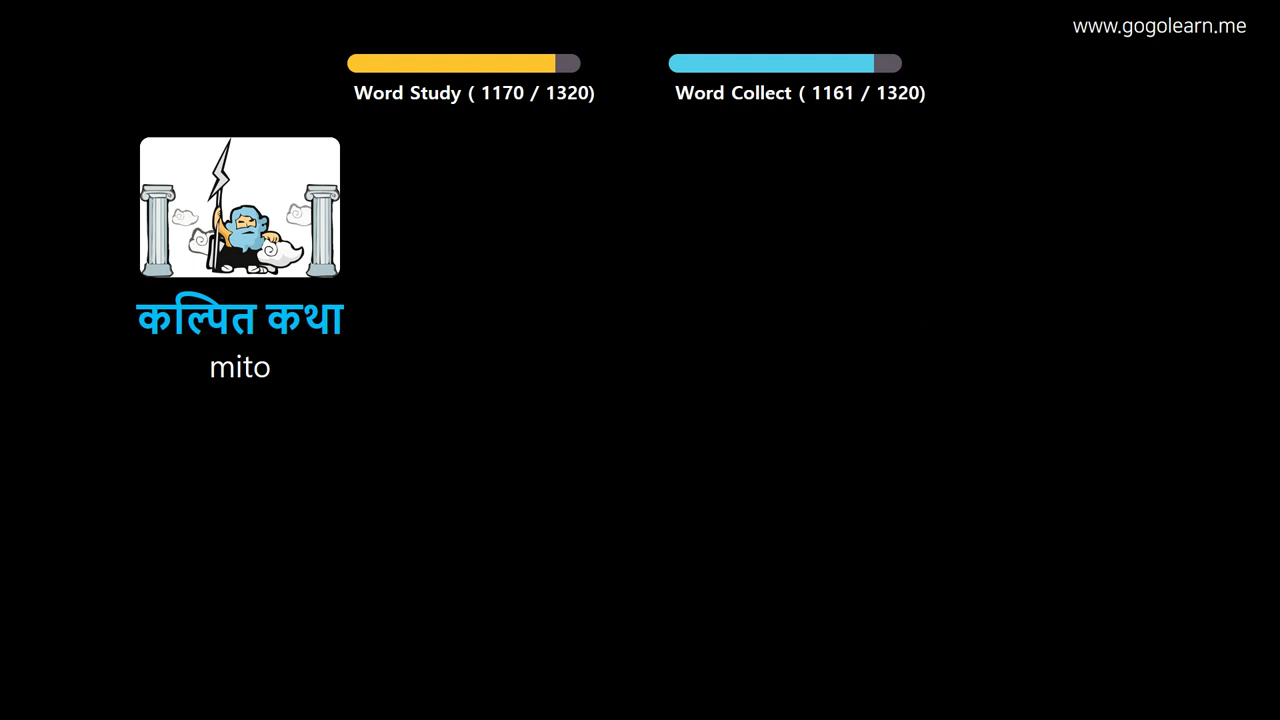 www.gogolearn.me
Word Study ( 1170 / 1320)
Word Collect ( 1161 / 1320)
कल्पित कथा
mito